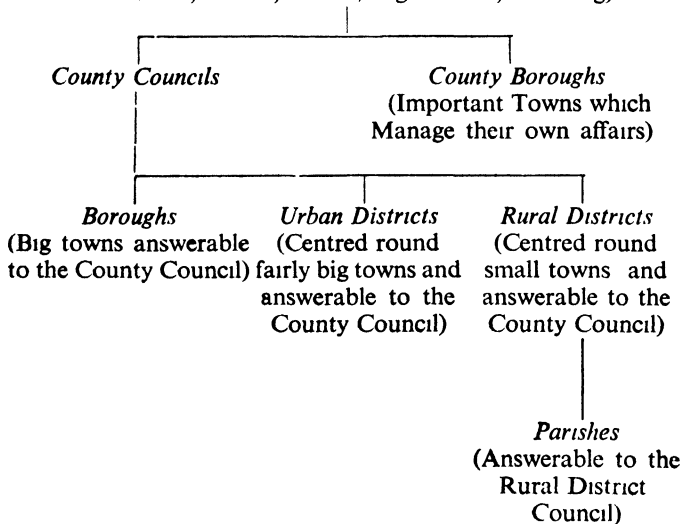 County Councils
County Boroughs
(Important Towns which
Manage their own affairs)
Boroughs
(Big towns answerable
to the County Council)
Urban Districts
(Centred round
fairly big towns and
answerable to the
County Council)
Rural Districts
(Centred round
small towns and
answerable to the
County Council)
Parishes
(Answerable to the
Rural District
Council)